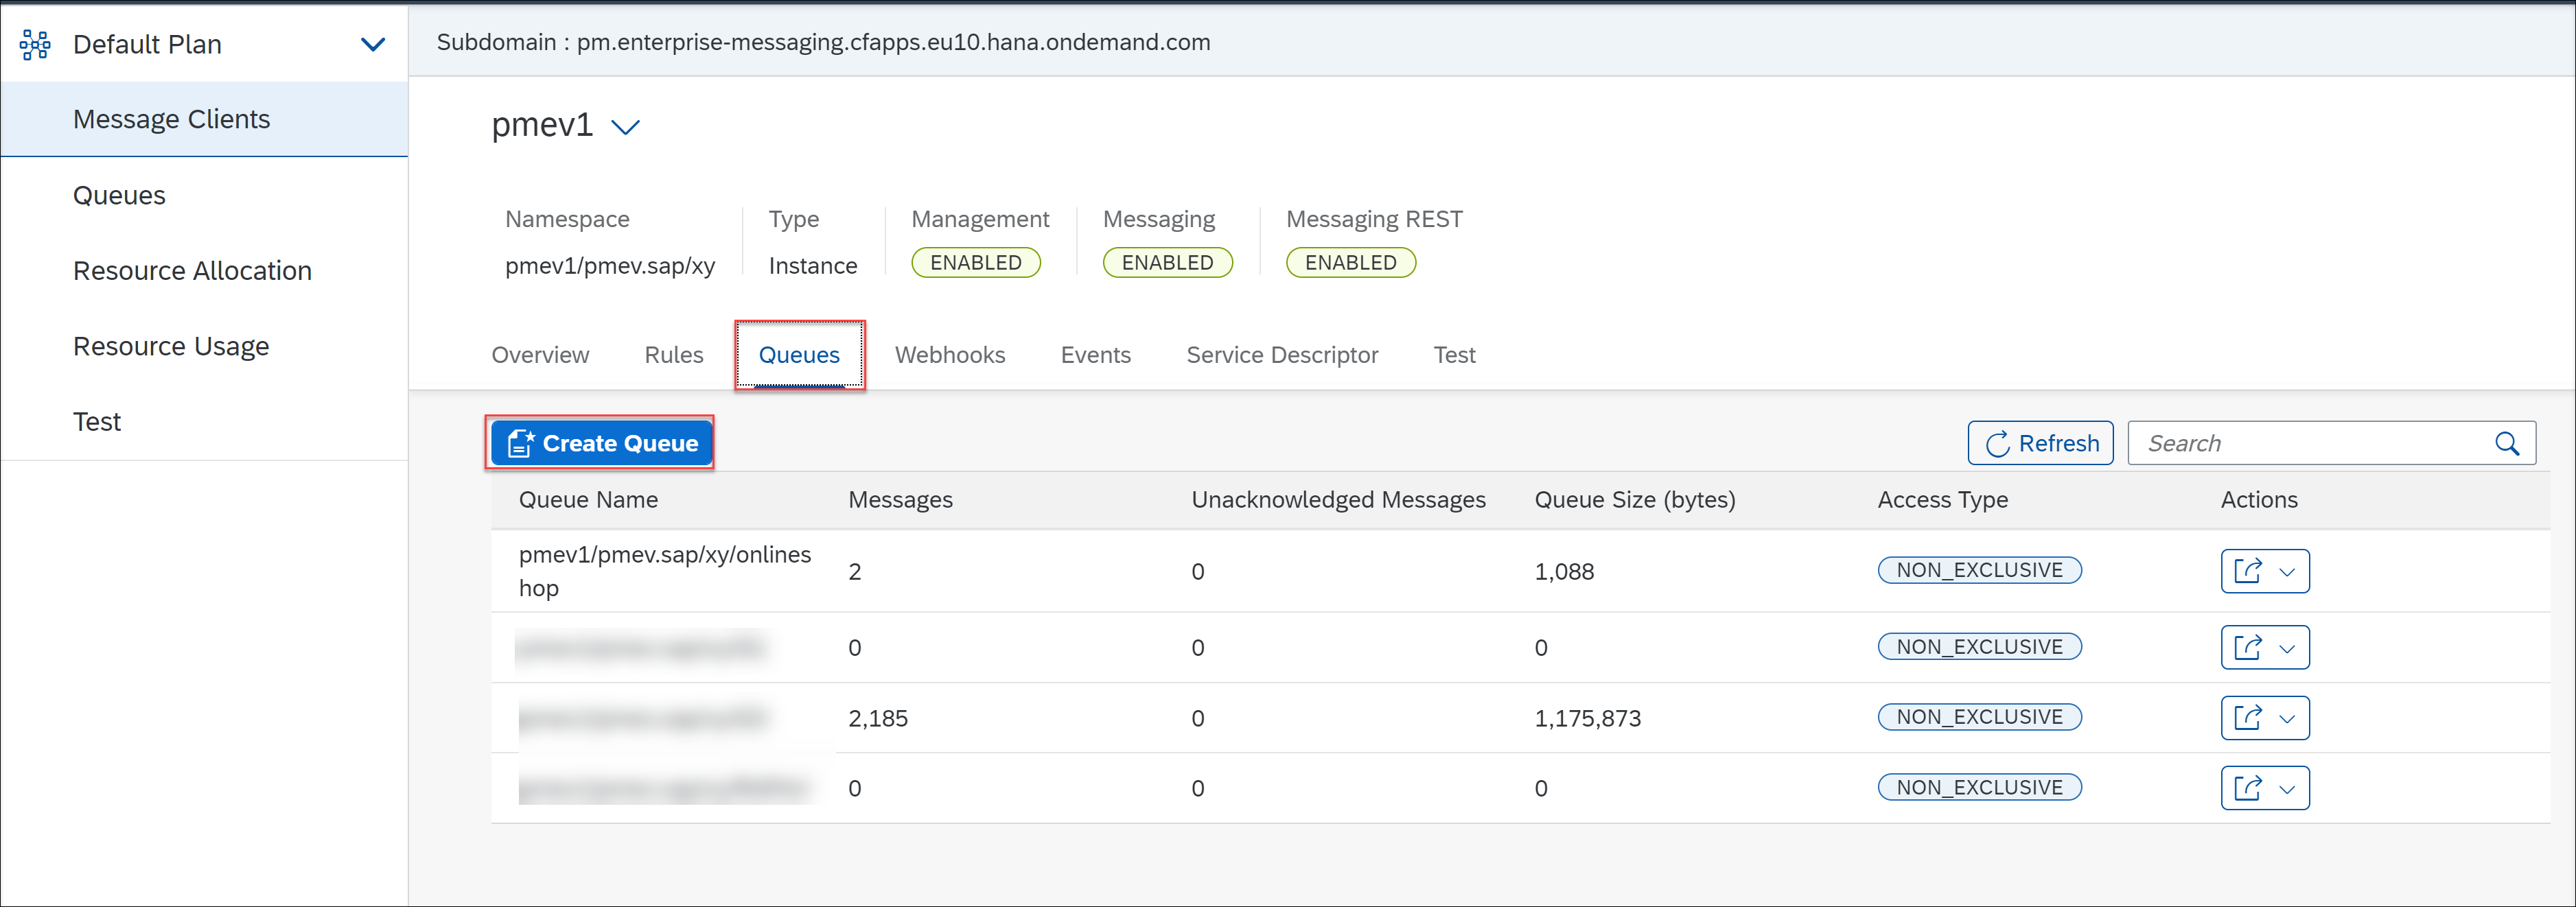 Default Plan
Message Clients
Queues
Resource Allocation
Resource Usage
Test
Subdomain : pm.enterprise-messaging.cfapps.eu10.hana.ondemand.com
pmev1
Namespace Type Management Messaging Messaging REST
pmev1/pmev.sap/xy Instance ENABLED ENABLED ENABLED
Overview Rules Queues Webhooks Events Service Descriptor Test
Create Queue Refresh Search
Queue Name Messages Unacknowledged Messages Queue Size (bytes) Access Type Actions
pmev1/pmev.sap/xy/onlines
hop 2 0 1,088 NON_EXCLUSIVE
0 0 0 NON_EXCLUSIVE
2,185 0 1,175,873 NON_EXCLUSIVE
0 0 0 NON_EXCLUSIVE